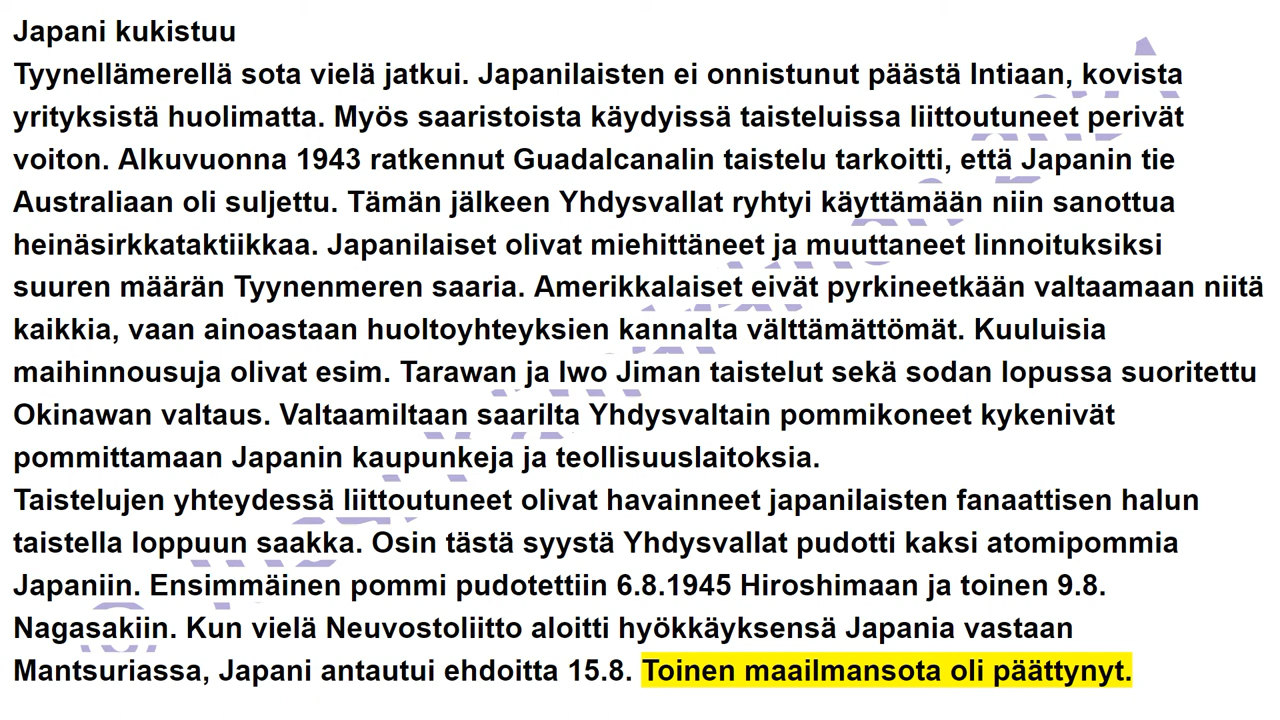 Japani kukistuu
Tyynellämerellä sota vielä jatkui. Japanilaisten ei onnistunut päästä Intiaan, kovista
yrityksistä huolimatta. Myös saaristoista käydyissä taisteluissa liittoutuneet perivät
voiton. Alkuvuonna 1943 ratkennut Guadalcanalin taistelu tarkoitti, että Japanin tie
Australiaan oli suljettu. Tämän jälkeen Yhdysvallat ryhtyi käyttämään niin sanottua
heinäsirkkataktiikkaa. Japanilaiset olivat miehittäneet ja muuttaneet linnoituksiksi
suuren määrän Tyynenmeren saaria. Amerikkalaiset eivät pyrkineetkään valtaamaan niitä
kaikkia, vaan ainoastaan huoltoyhteyksien kannalta välttämättömät. Kuuluisia
maihinnousuja olivat esim. Tarawan ja Iwo Jiman taistelut sekä sodan lopussa suoritettu
Okinawan valtaus. Valtaamiltaan saarilta Yhdysvaltain pommikoneet kykenivät
pommittamaan Japanin kaupunkeja ja teollisuuslaitoksia.
Taistelujen yhteydessä liittoutuneet olivat havainneet japanilaisten fanaattisen halun
taistella loppuun saakka. Osin tästä syystä Yhdysvallat pudotti kaksi atomipommia
Japaniin. Ensimmäinen pommi pudotettiin 6.8.1945 Hiroshimaan ja toinen 9.8.
Nagasakiin. Kun vielä Neuvostoliitto aloitti hyökkäyksensä Japania vastaan
Mantsuriassa, Japani antautui ehdoitta 15.8. Toinen maailmansota oli päättynyt.